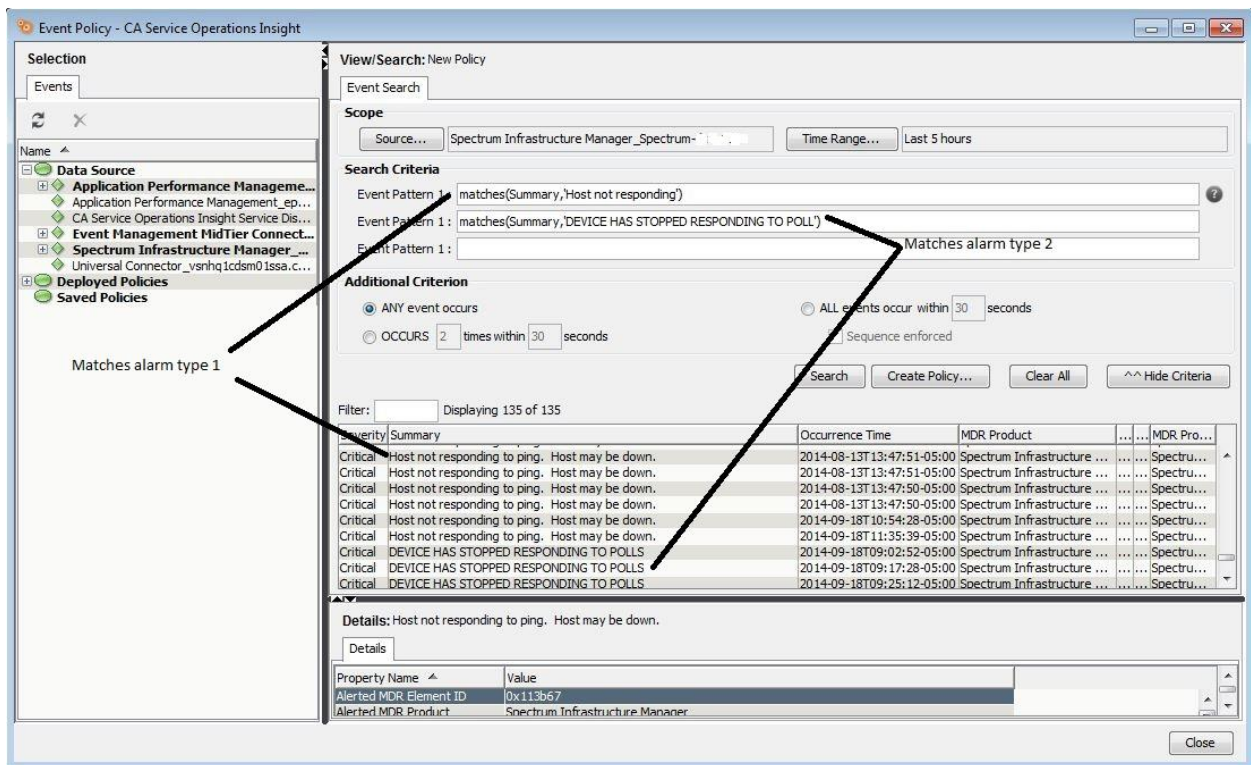 Event Policy - CA Service Operations Insight
Selection
Events
Name
Data Source
Application Performance Manageme...
Application Performance Management_ep...
CA Service Operations Insight Service Dis...
Event Management MidTier Connect...
Spectrum Infrastructure Manager_...
Universal Connector_vsnhq1cdsm01ssa.c...
Deployed Policies
Saved Policies
Matches alarm type 1
View/Search: New Policy
Event Search
Scope
Source... Spectrum Infrastructure Manager_Spectrum- Time Range... Last 5 hours
Search Criteria
Event Pattern 1: matches(Summary,'Host not responding')
Event Pattern 1 : matches(Summary,'DEVICE HAS STOPPED RESPONDING TO POLL')
Event Pattern 1 :
Matches alarm type 2
Additional Criterion
ANY event occurs ALL events occur within 30 seconds
OCCURS 2 times within 30 seconds Sequence enforced
Search Create Policy... Clear All ^^ Hide Criteria
Filter: Displaying 135 of 135
Severity Summary Occurrence Time MDR Product ... ... MDR Pro...
Critical Host not responding to ping. Host may be down. 2014-08-13T13:47:51-05:00 Spectrum Infrastructure ... ... ... Spectru...
Critical Host not responding to ping. Host may be down. 2014-08-13T13:47:51-05:00 Spectrum Infrastructure ... ... ... Spectru...
Critical Host not responding to ping. Host may be down. 2014-08-13T13:47:50-05:00 Spectrum Infrastructure ... ... ... Spectru...
Critical Host not responding to ping. Host may be down. 2014-08-13T13:47:50-05:00 Spectrum Infrastructure ... ... ... Spectru...
Critical Host not responding to ping. Host may be down. 2014-09-18T10:54:28-05:00 Spectrum Infrastructure ... ... ... Spectru...
Critical Host not responding to ping. Host may be down. 2014-09-18T11:35:39-05:00 Spectrum Infrastructure ... ... ... Spectru...
Critical DEVICE HAS STOPPED RESPONDING TO POLLS 2014-09-18T09:02:52-05:00 Spectrum Infrastructure ... ... ... Spectru...
Critical DEVICE HAS STOPPED RESPONDING TO POLLS 2014-09-18T09:17:28-05:00 Spectrum Infrastructure ... ... ... Spectru...
Critical DEVICE HAS STOPPED RESPONDING TO POLLS 2014-09-18T09:25:12-05:00 Spectrum Infrastructure ... ... ... Spectru...
Details: Host not responding to ping. Host may be down.
Details
Property Name Value
Alerted MDR Element ID 0x113b67
Alerted MDR Product Spectrum Infrastructure Manager
Close